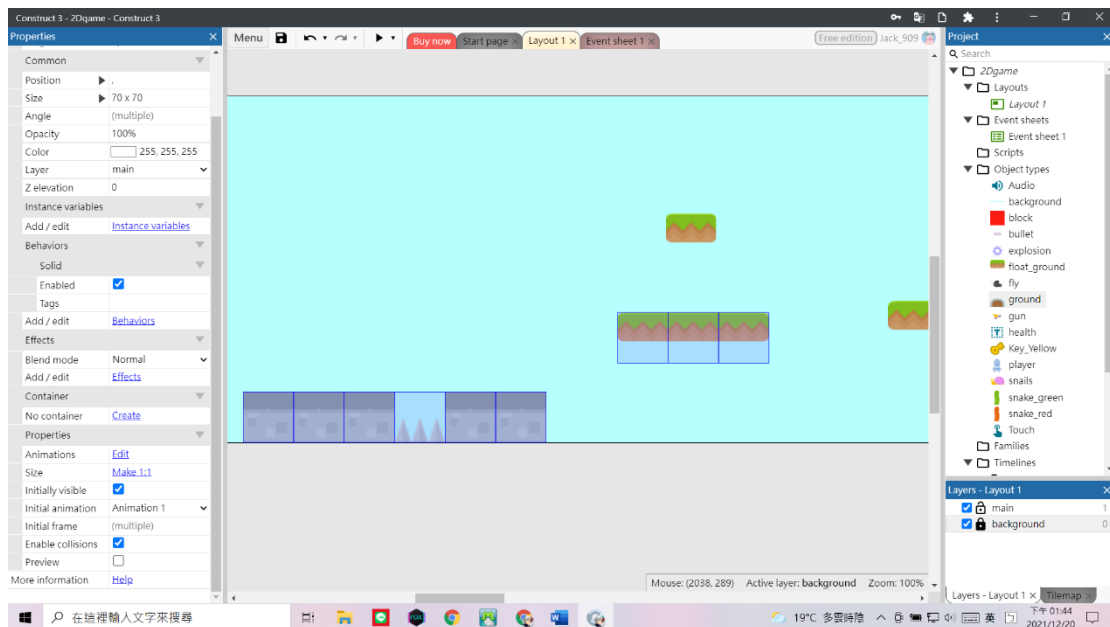 Construct 3 - 2Dgame - Construct 3
Properties
Common
Position ,
Size 70 x 70
Angle (multiple)
Opacity 100%
Color 255, 255, 255
Layer main
Z elevation 0
Instance variables
Add / edit Instance variables
Behaviors
Solid
Enabled
Tags
Add / edit Behaviors
Effects
Blend mode Normal
Add / edit Effects
Container
No container Create
Properties
Animations Edit
Size Make 1:1
Initially visible
Initial animation Animation 1
Initial frame (multiple)
Enable collisions
Preview
More information Help
Menu Buy now Start page Layout 1 Event sheet 1 Free edition Jack_909
Mouse: (2038, 289) Active layer: background Zoom: 100%
Project
Search
2Dgame
Layouts
Layout 1
Event sheets
Event sheet 1
Scripts
Object types
Audio
background
block
bullet
explosion
float_ground
fly
ground
gun
health
Key_Yellow
player
snails
snake_green
snake_red
Touch
Families
Timelines
Layers - Layout 1
main 1
background 0
Layers - Layout 1 Tilemap
在這裡輸入文字來搜尋
19°C 多雲時陰 英 下午 01:44
2021/12/20